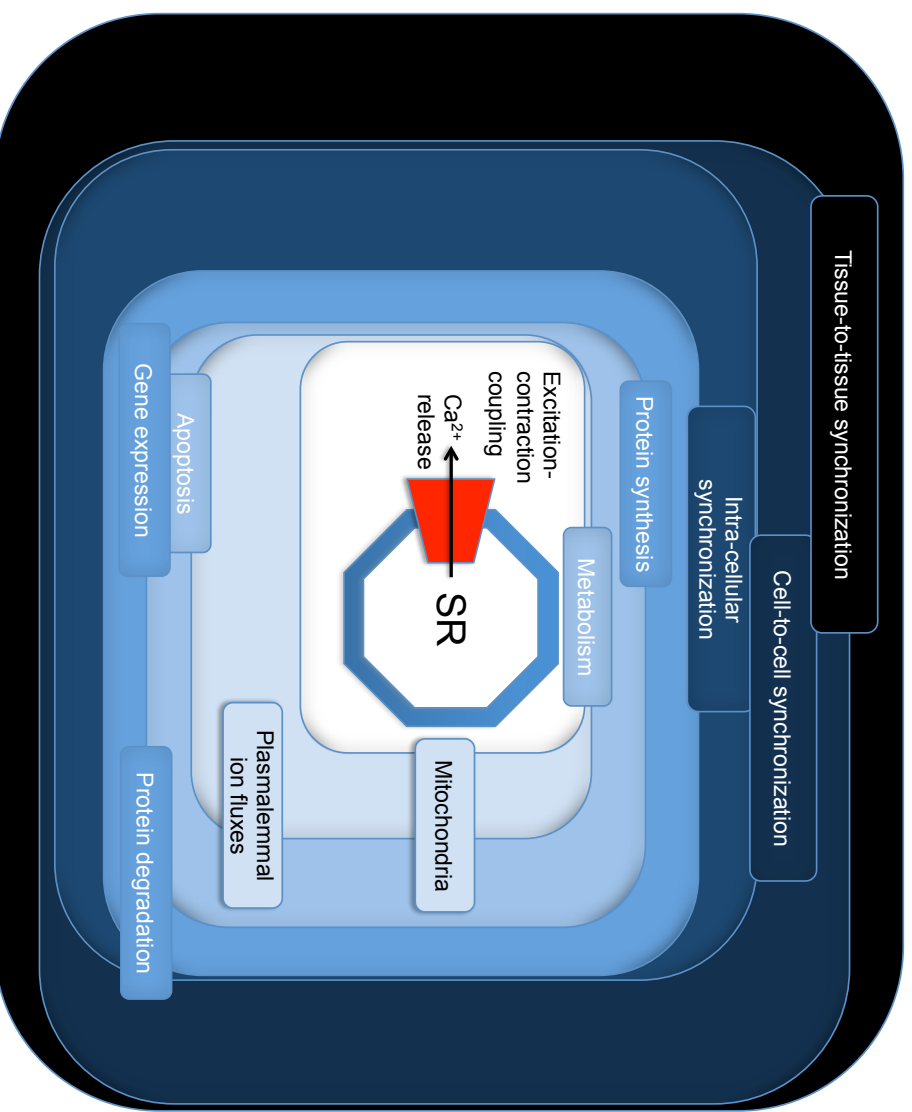 Tissue-to-tissue synchronization
Cell-to-cell synchronization
Intra-cellular
synchronization
Protein synthesis
Metabolism
Excitation-
contraction
coupling
Ca²⁺
release
SR
Mitochondria
Plasmalemmal
ion fluxes
Apoptosis
Gene expression
Protein degradation